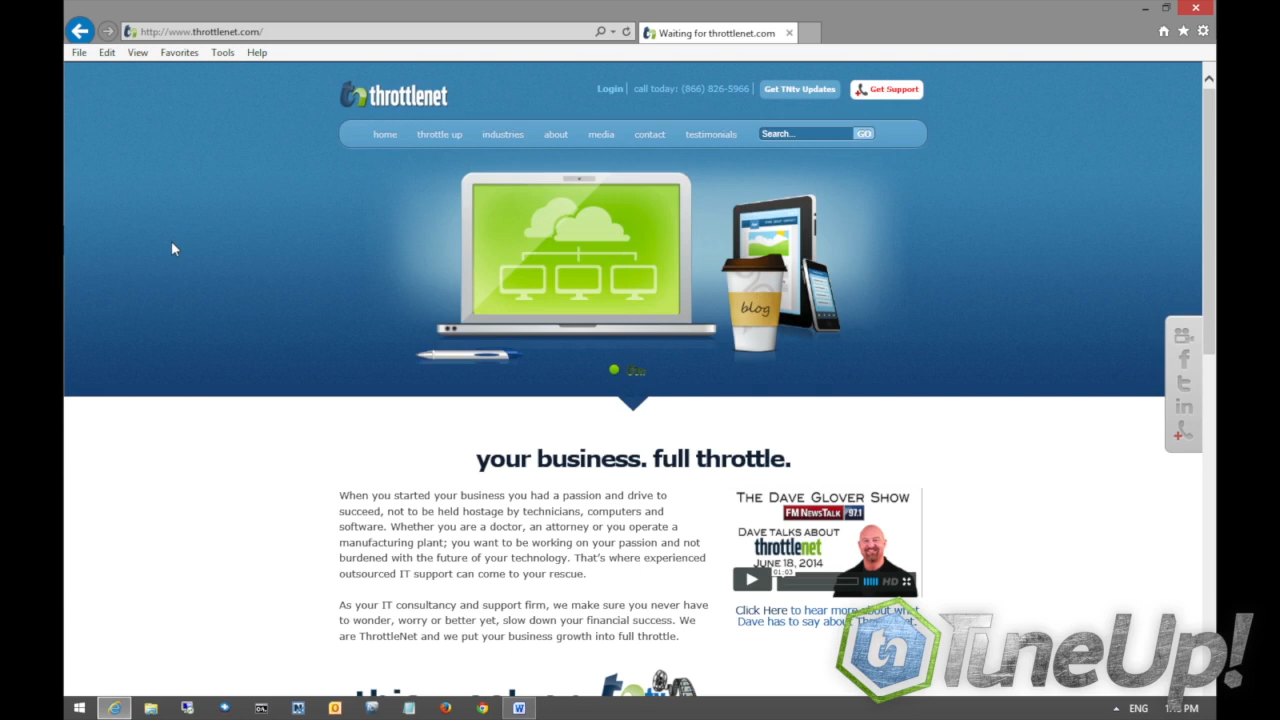 http://www.throttlenet.com/
Waiting for throttlenet.com
File Edit View Favorites Tools Help
throttlenet
Login
call today: (866) 826-5966
Get TNtv Updates
Get Support
home throttle up industries about media contact testimonials
Search...
GO
blog
your business. full throttle.
When you started your business you had a passion and drive to
succeed, not to be held hostage by technicians, computers and
software. Whether you are a doctor, an attorney or you operate a
manufacturing plant; you want to be working on your passion and not
burdened with the future of your technology. That's where experienced
outsourced IT support can come to your rescue.
As your IT consultancy and support firm, we make sure you never have
to wonder, worry or better yet, slow down your financial success. We
are ThrottleNet and we put your business growth into full throttle.
THE DAVE GLOVER SHOW
FM NEWSTALK 97.1
DAVE TALKS ABOUT
throttlenet
JUNE 18, 2014
01:03
HD
Click Here to hear more about what
Dave has to say about
tn TuneUp!
ENG
PM